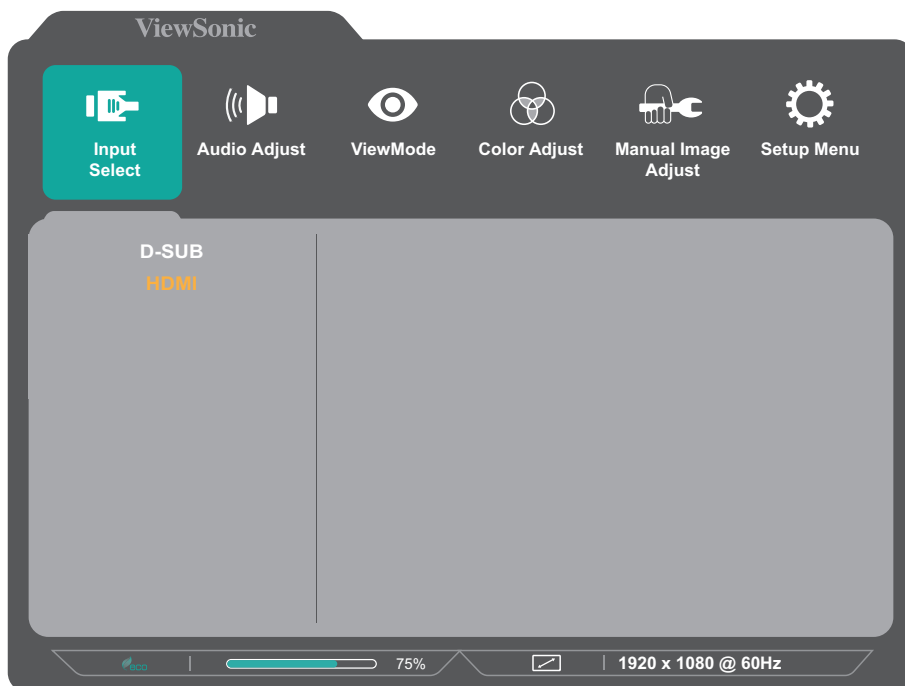 ViewSonic
Input
Select
Audio Adjust
ViewMode
Color Adjust
Manual Image
Adjust
Setup Menu
D-SUB
HDMI
eco
75%
1920 x 1080 @ 60Hz